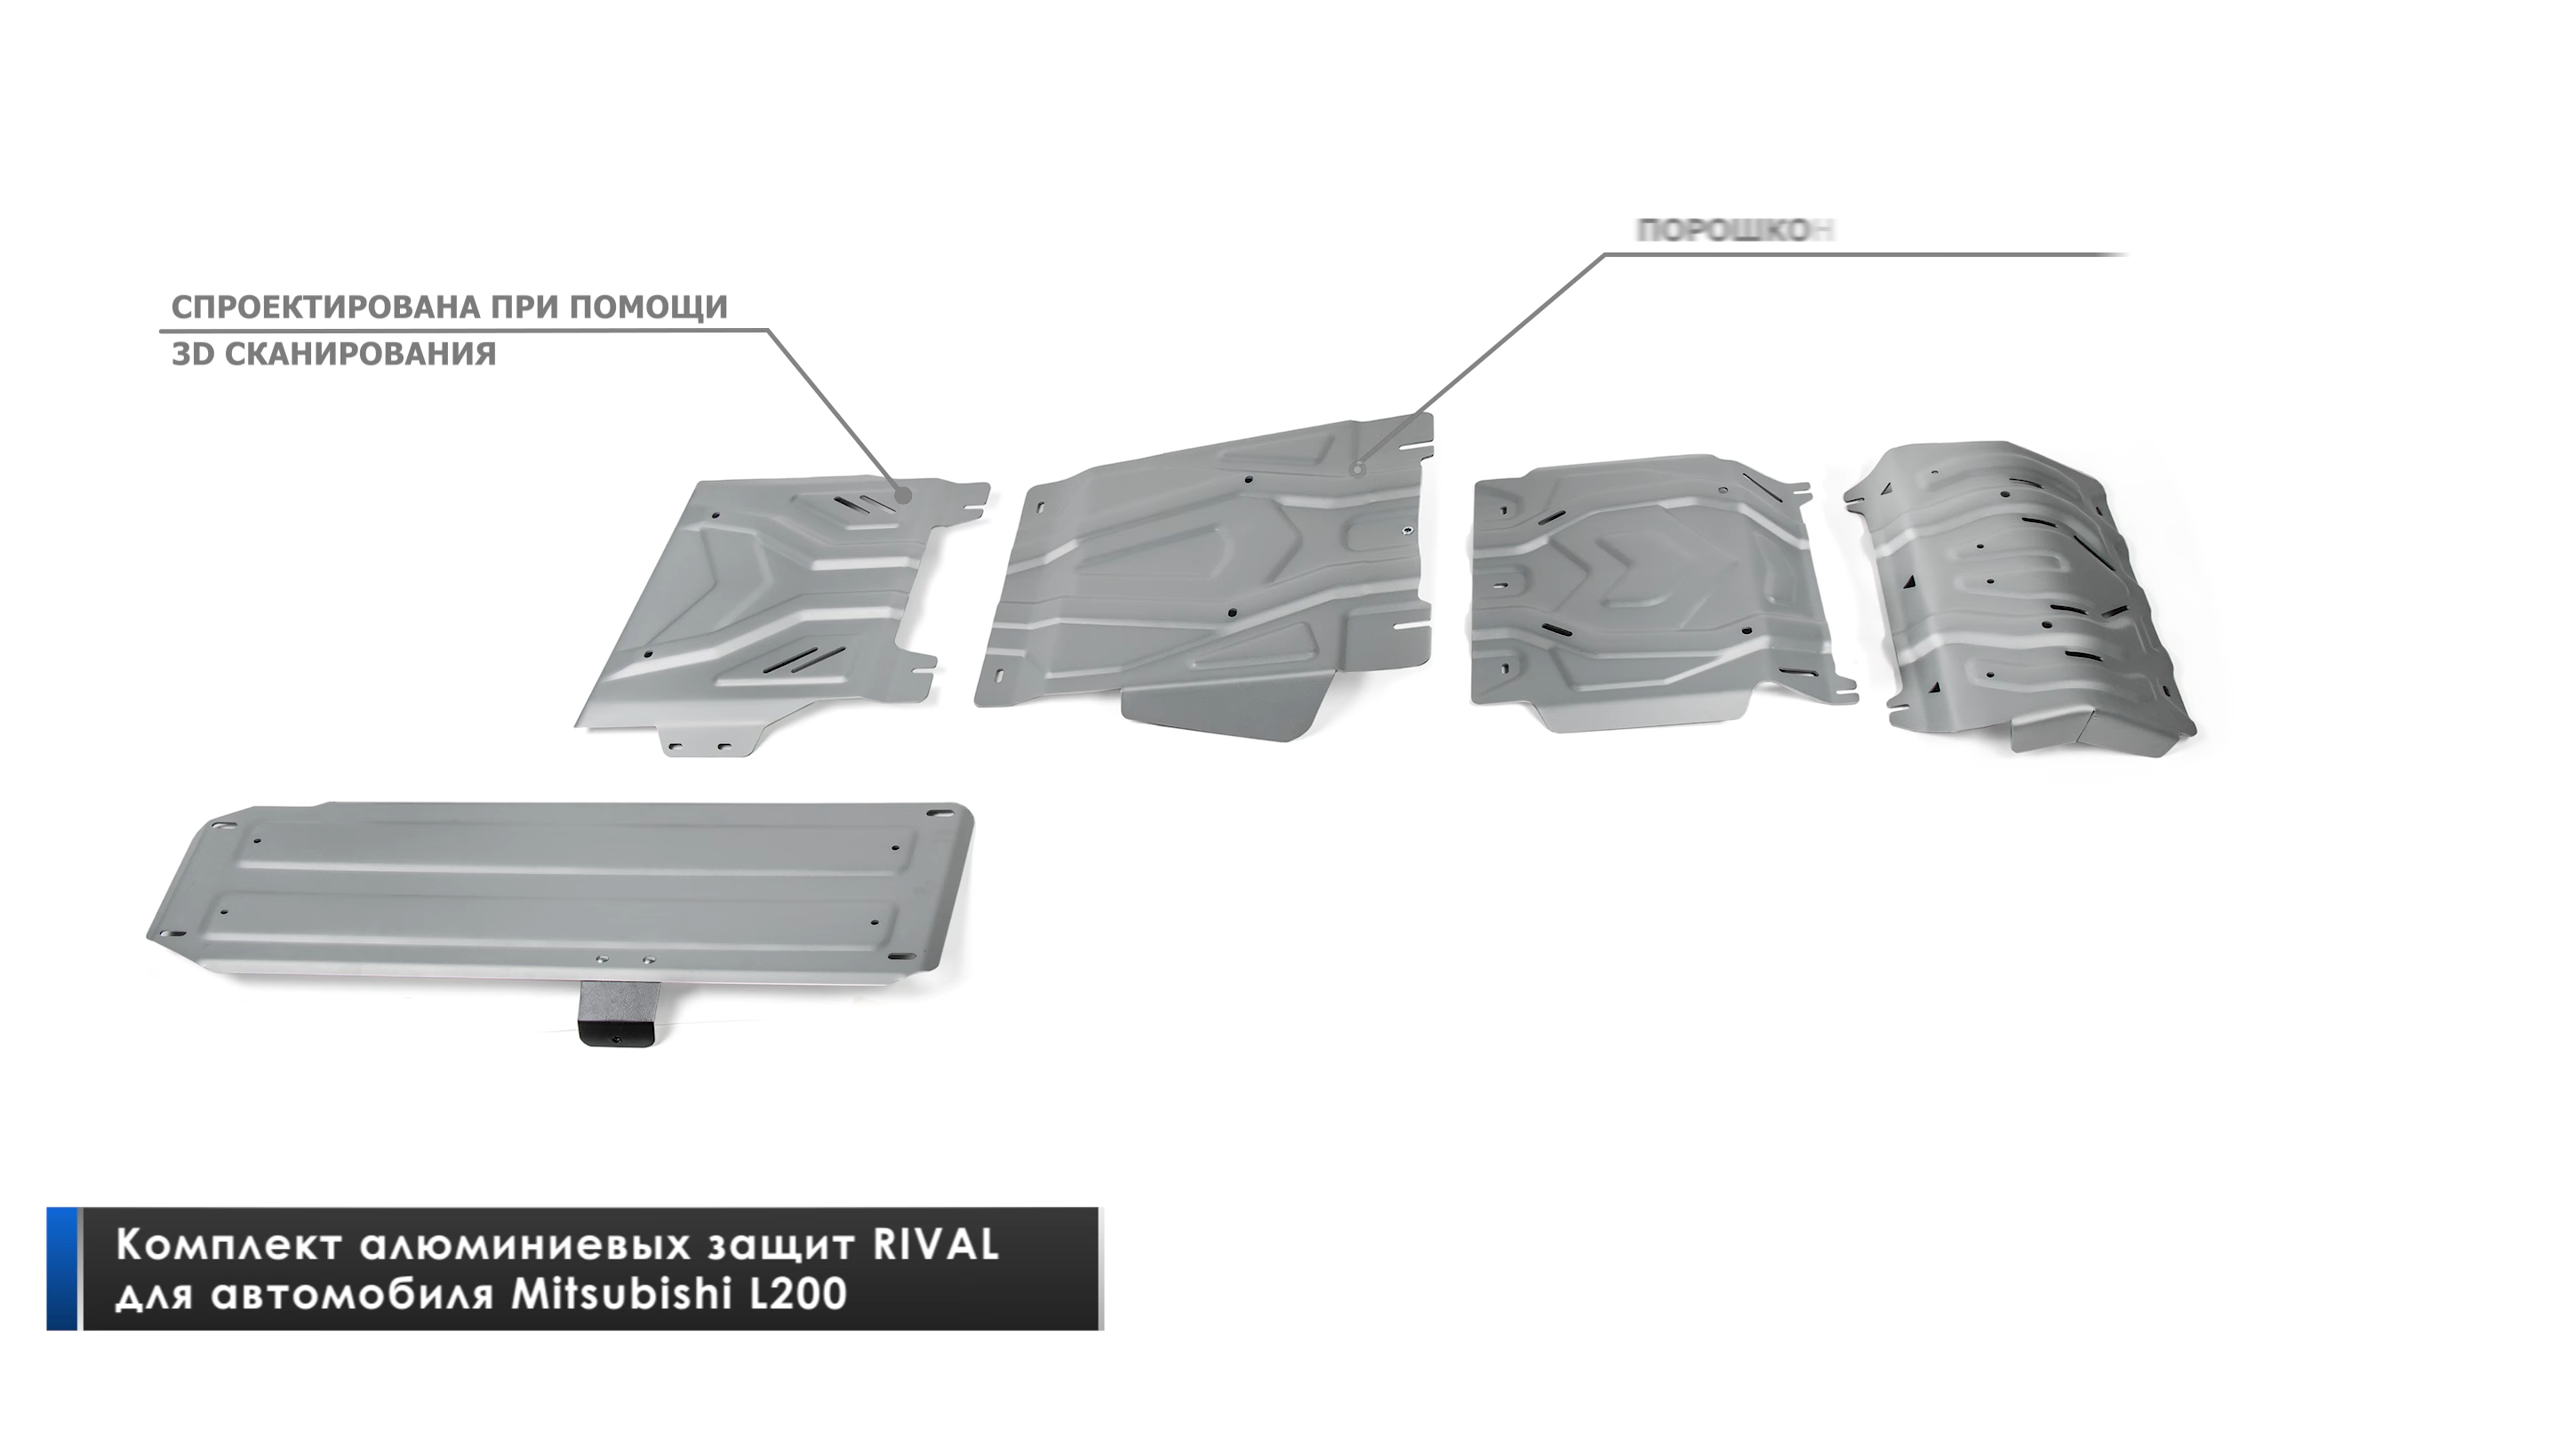 СПРОЕКТИРОВАНА ПРИ ПОМОЩИ
3D СКАНИРОВАНИЯ
Комплект алюминиевых защит RIVAL
для автомобиля Mitsubishi L200